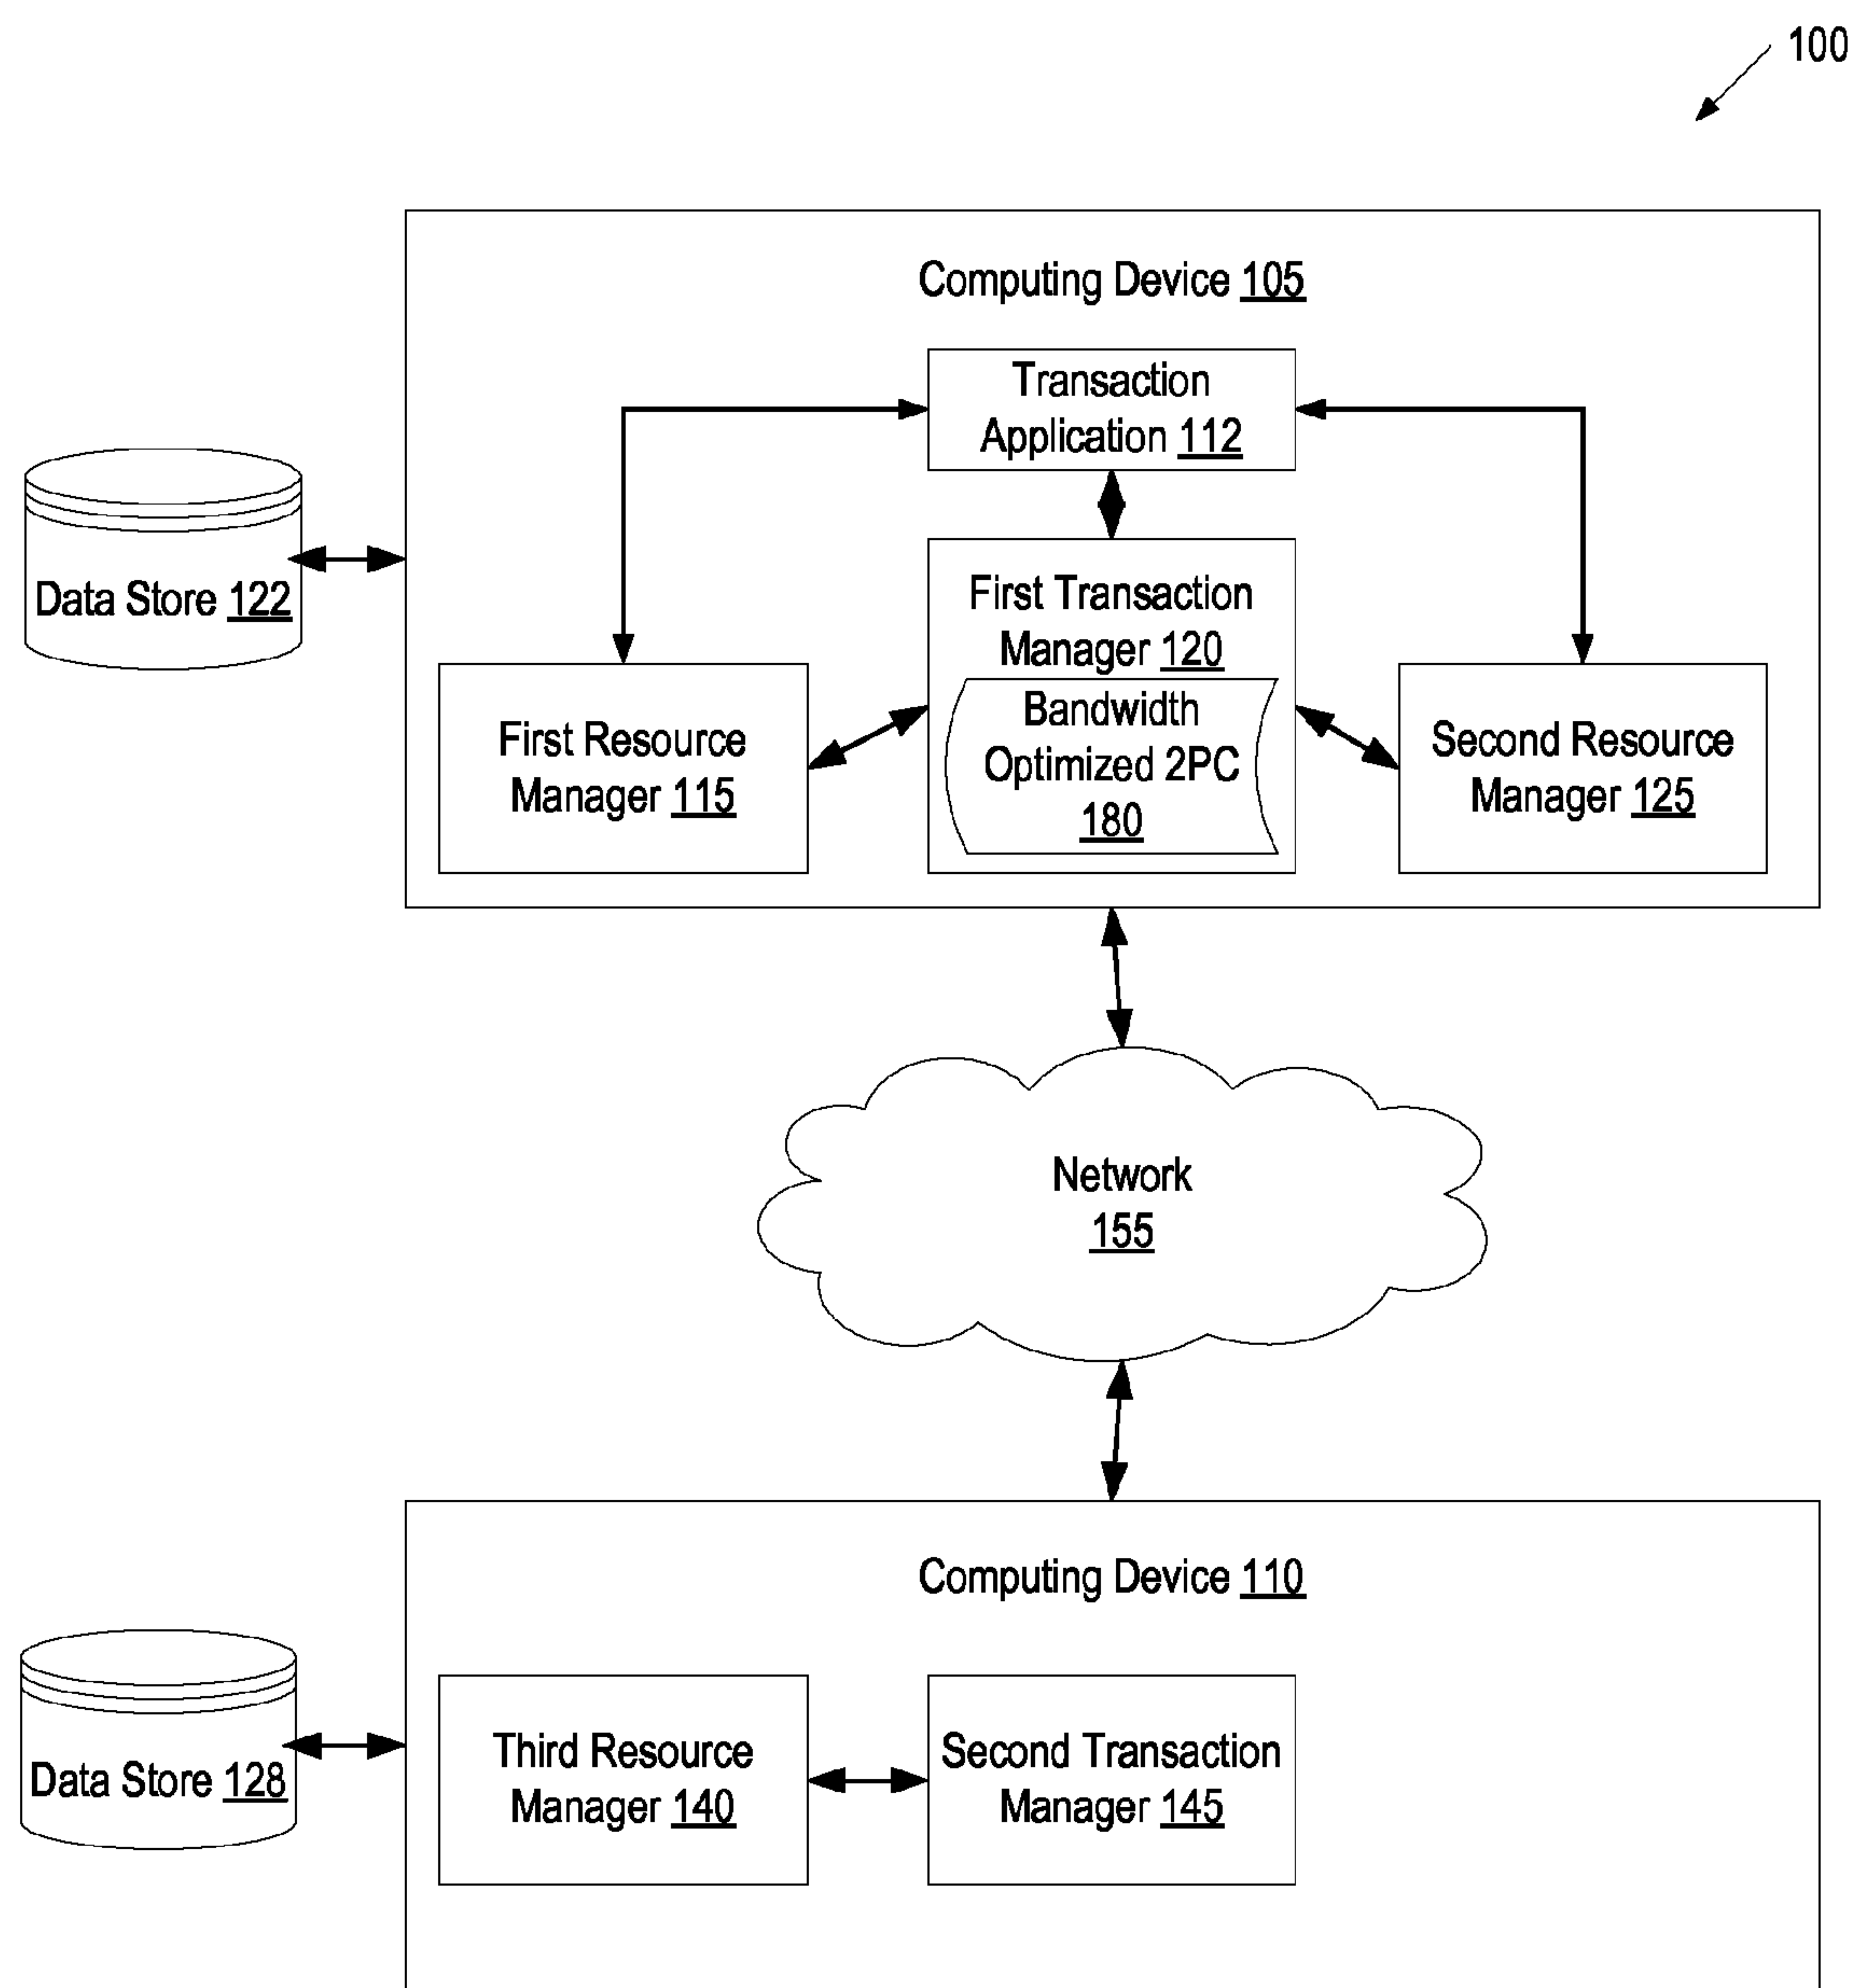 100
Computing Device 105
Transaction
Application 112
Data Store 122
First Transaction
Manager 120
Bandwidth
Optimized 2PC
180
First Resource
Manager 115
Second Resource
Manager 125
Network
155
Computing Device 110
Data Store 128
Third Resource
Manager 140
Second Transaction
Manager 145